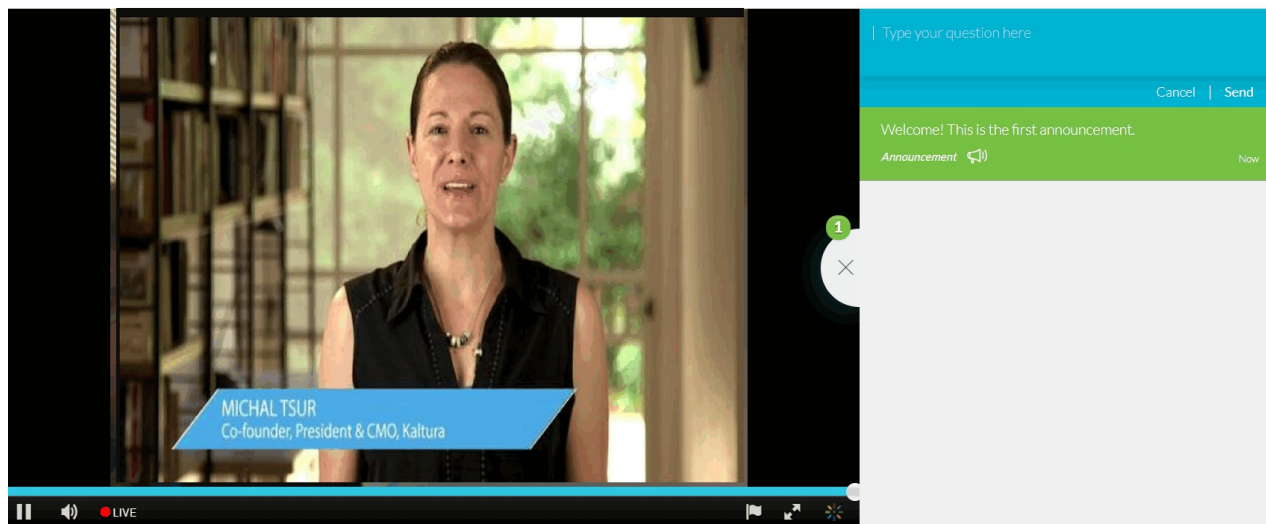 MICHAL TSUR
Co-founder, President & CMO, Kaltura
LIVE
1
Type your question here
Cancel | Send
Welcome! This is the first announcement.
Announcement
Now